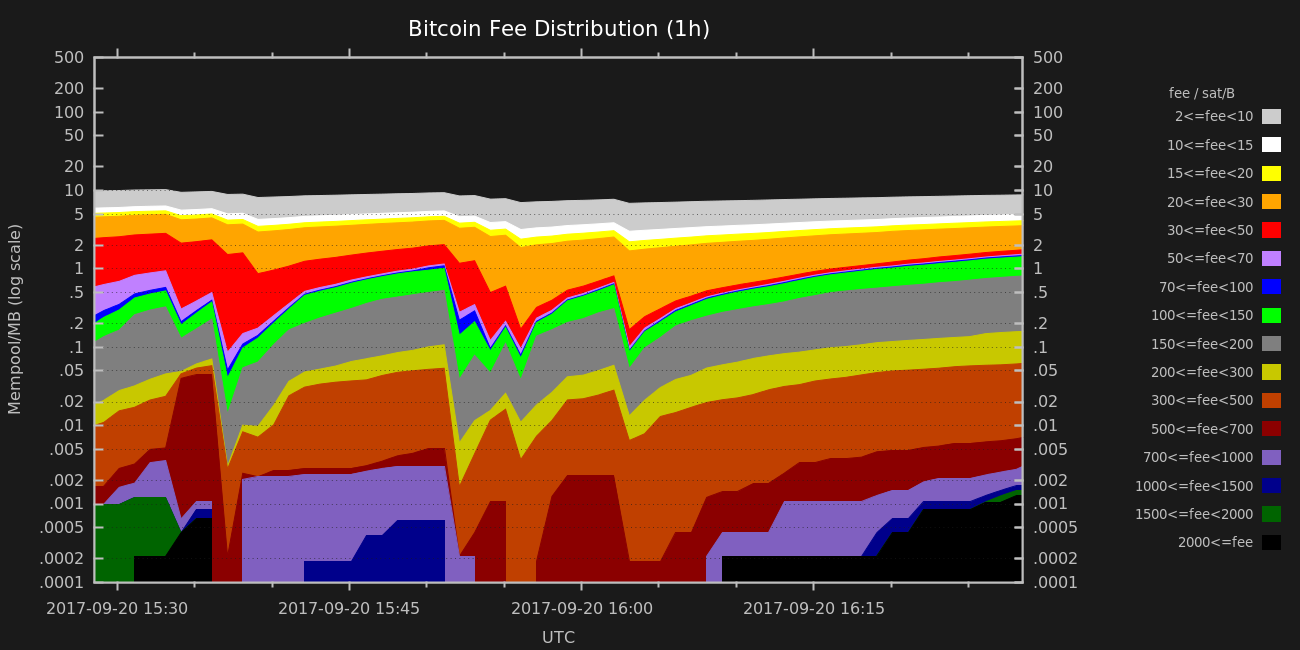 Bitcoin Fee Distribution (1h)
500 500
200 200
100 100
50 50
20 20
10 10
5 5
2 2
1 1
.5 .5
.2 .2
.1 .1
.05 .05
.02 .02
.01 .01
.005 .005
.002 .002
.001 .001
.0005 .0005
.0002 .0002
.0001 .0001
Mempool/MB (log scale)
2017-09-20 15:30 2017-09-20 15:45 2017-09-20 16:00 2017-09-20 16:15
UTC
fee / sat/B
2<=fee<10
10<=fee<15
15<=fee<20
20<=fee<30
30<=fee<50
50<=fee<70
70<=fee<100
100<=fee<150
150<=fee<200
200<=fee<300
300<=fee<500
500<=fee<700
700<=fee<1000
1000<=fee<1500
1500<=fee<2000
2000<=fee